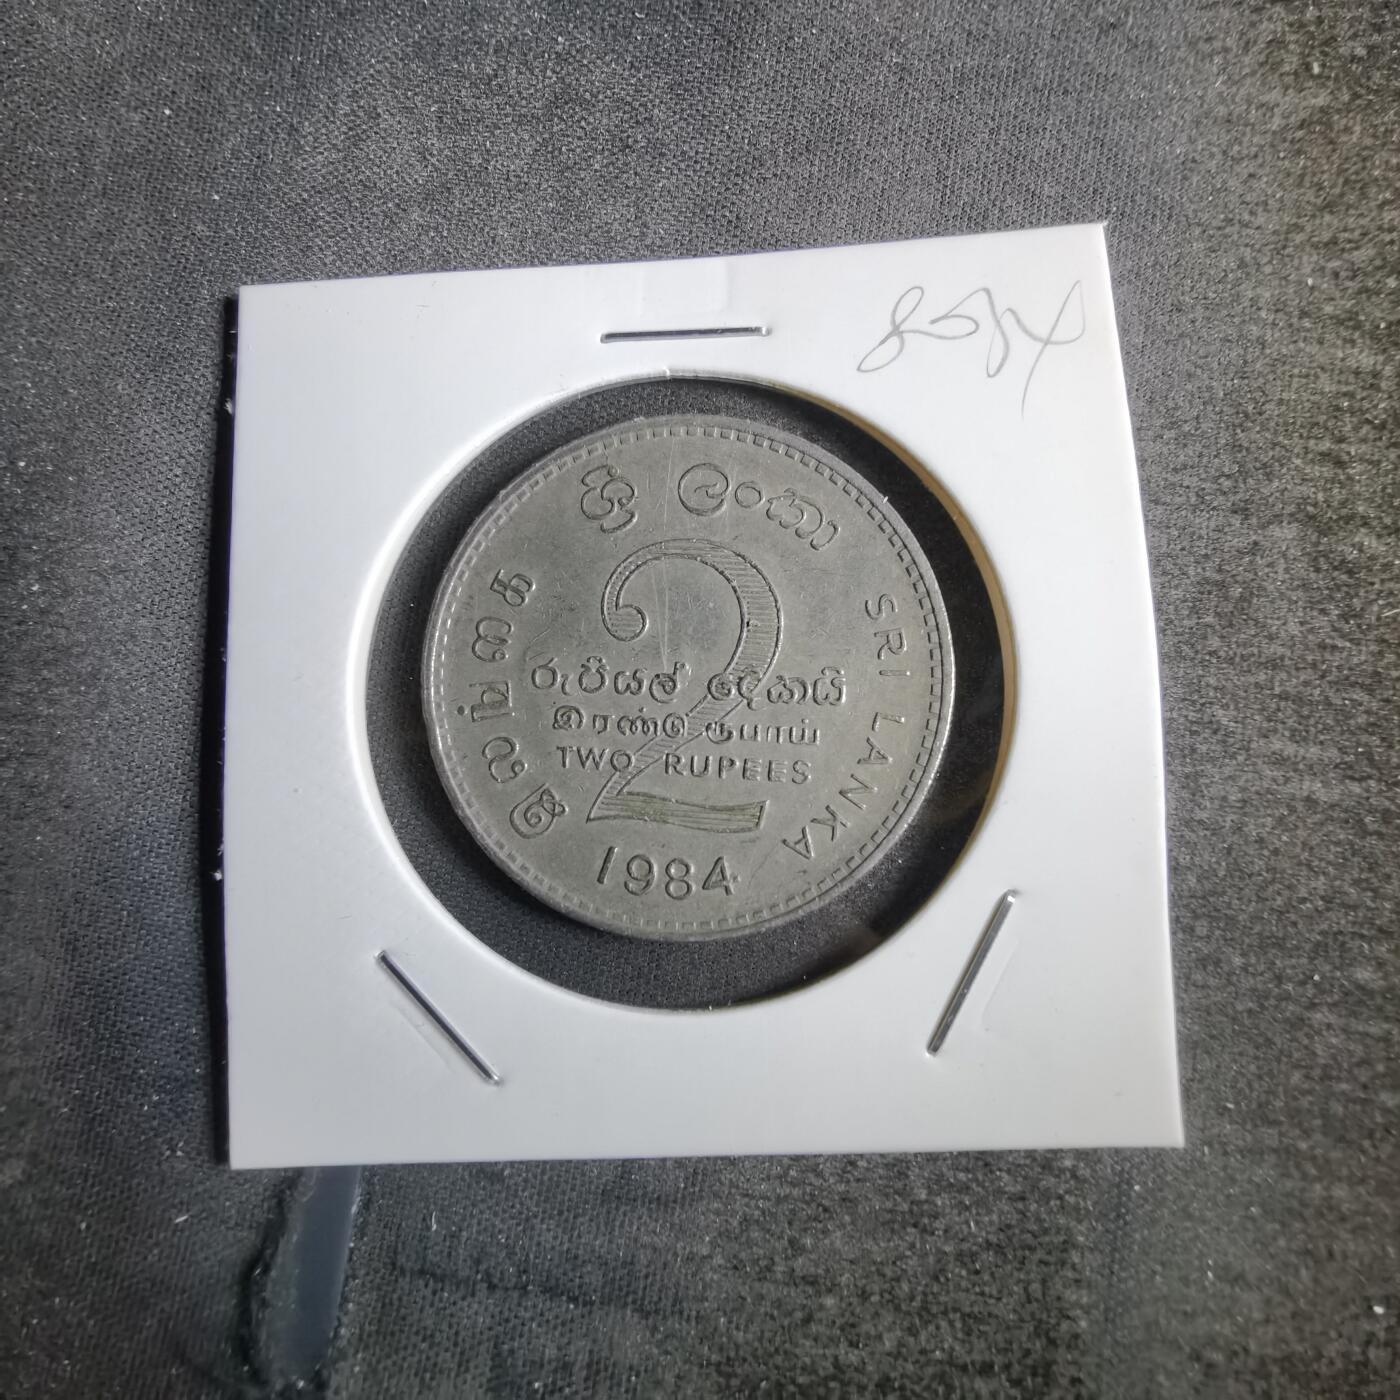 ශ්‍රී ලංකා
இலங்கை
SRI LANKA
2
රුපියල් දෙකයි
இரண்டு ரூபாய்
TWO RUPEES
1984